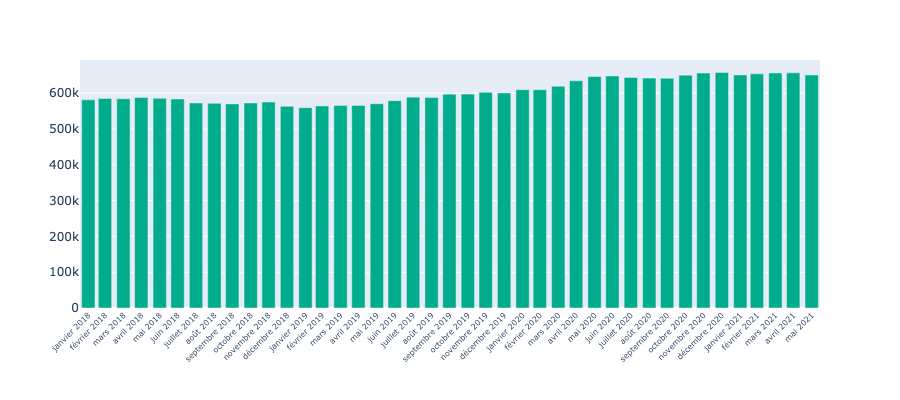 600k
500k
400k
300k
200k
100k
0
janvier 2018
février 2018
mars 2018
avril 2018
mai 2018
juin 2018
juillet 2018
août 2018
septembre 2018
octobre 2018
novembre 2018
décembre 2018
janvier 2019
février 2019
mars 2019
avril 2019
mai 2019
juin 2019
juillet 2019
août 2019
septembre 2019
octobre 2019
novembre 2019
décembre 2019
janvier 2020
février 2020
mars 2020
avril 2020
mai 2020
juin 2020
juillet 2020
août 2020
septembre 2020
octobre 2020
novembre 2020
décembre 2020
janvier 2021
février 2021
mars 2021
avril 2021
mai 2021